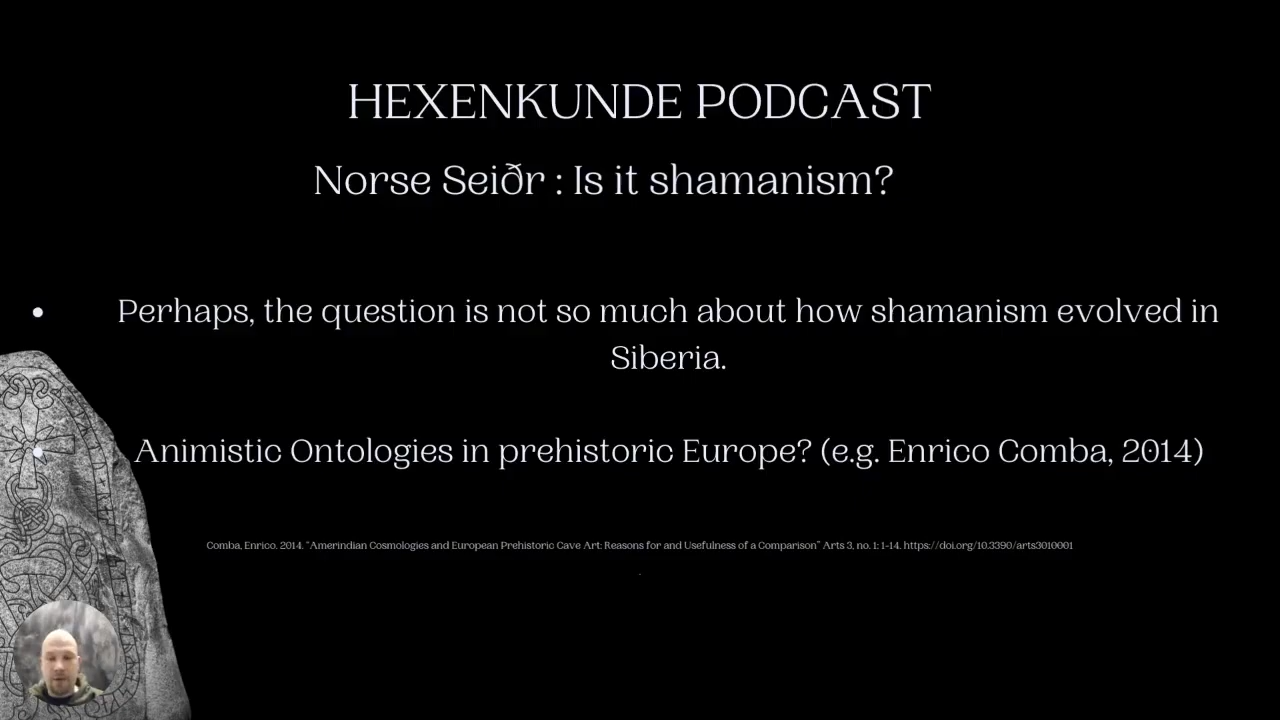 HEXENKUNDE PODCAST
Norse Seiðr : Is it shamanism?
• Perhaps, the question is not so much about how shamanism evolved in
Siberia.
• Animistic Ontologies in prehistoric Europe? (e.g. Enrico Comba, 2014)
Comba, Enrico. 2014. "Amerindian Cosmologies and European Prehistoric Cave Art: Reasons for and Usefulness of a Comparison" Arts 3, no. 1: 1-14. https://doi.org/10.3390/arts3010001
.